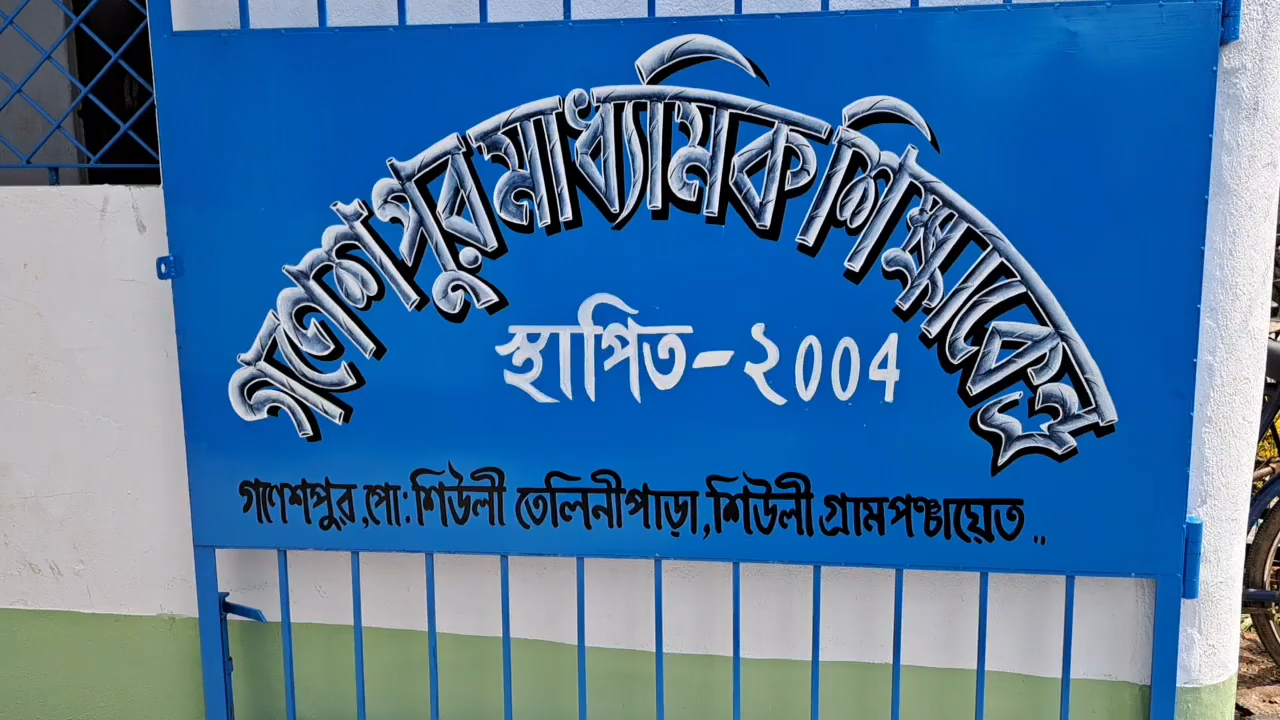 গণেশপুর মাধ্যমিক শিক্ষাকেন্দ্র
স্থাপিত-২004
গণেশপুর,পো:শিউলী তেলিনীপাড়া,শিউলী গ্রামপঞ্চায়েত..